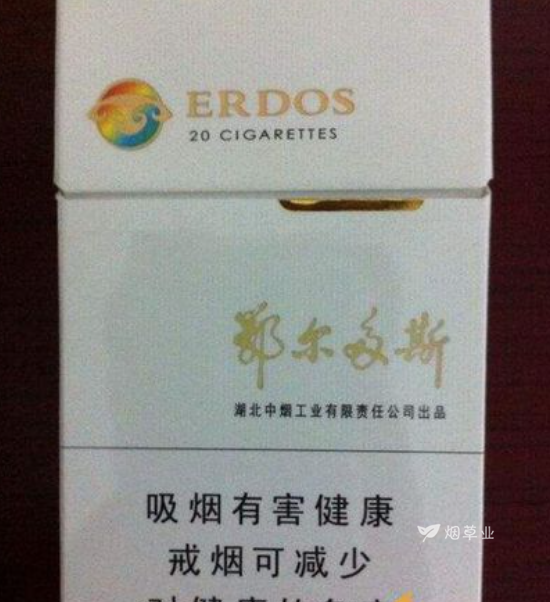 ERDOS
20 CIGARETTES
鄂尔多斯
湖北中烟工业有限责任公司出品
吸烟有害健康
戒烟可减少
烟草业